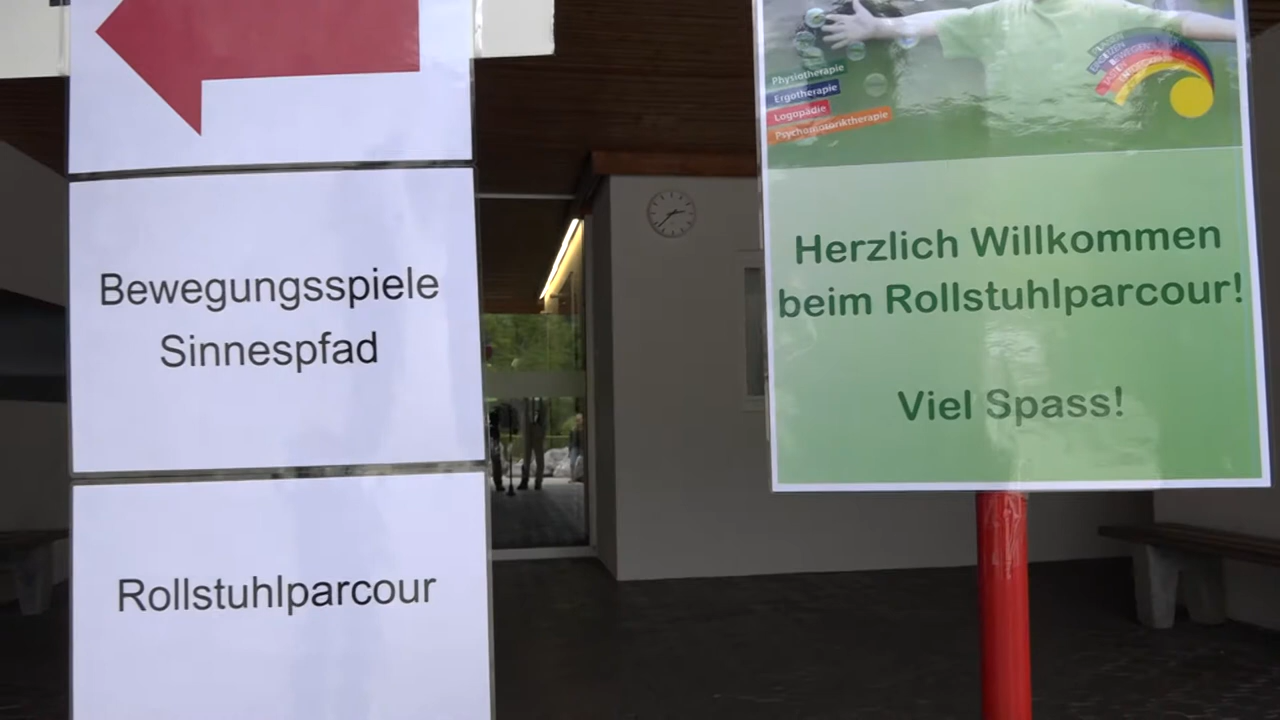 Bewegungsspiele
Sinnespfad
Rollstuhlparcour
Physiotherapie
Ergotherapie
Logopädie
Psychomotoriktherapie
Herzlich Willkommen
beim Rollstuhlparcour!
Viel Spass!